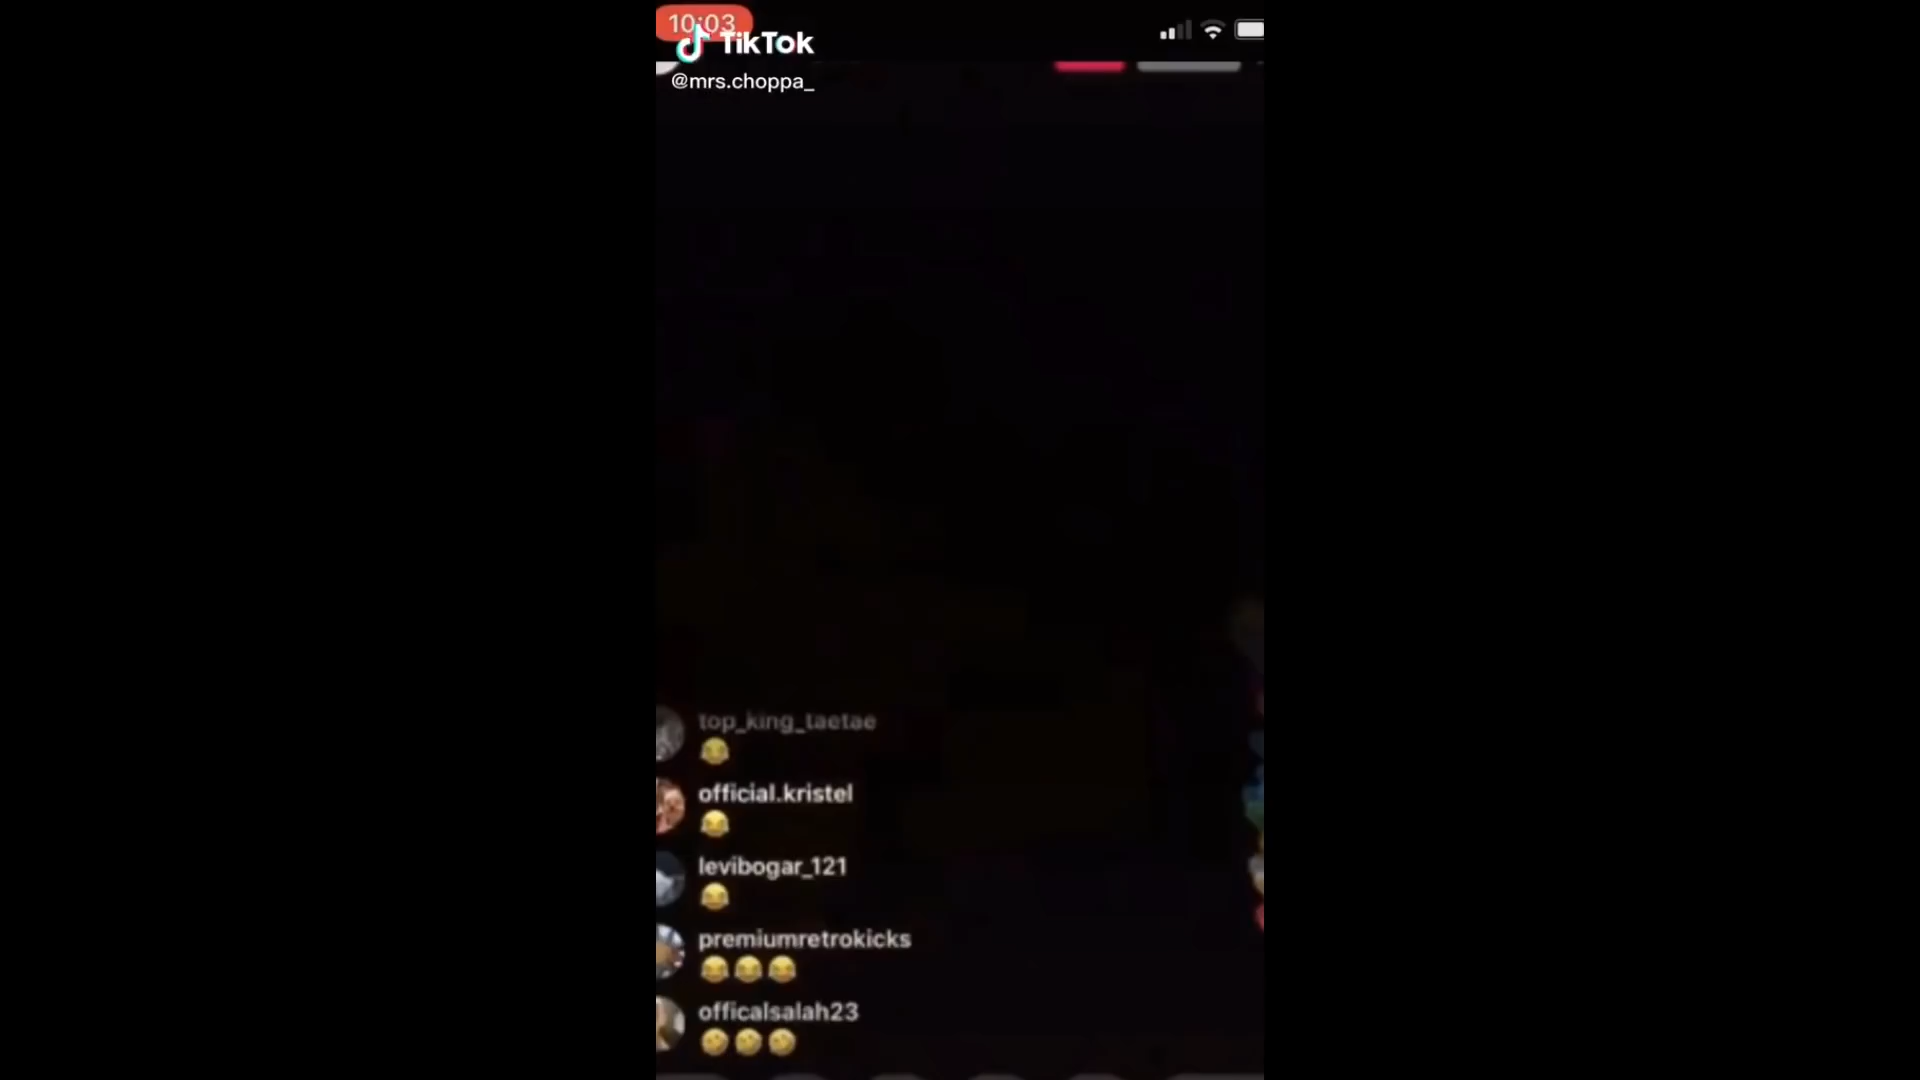 10:03
TikTok
@mrs.choppa_
top_king_taetae
😂
official.kristel
😂
levibogar_121
😂
premiumretrokicks
😂😂😂
officalsalah23
🤣🤣🤣